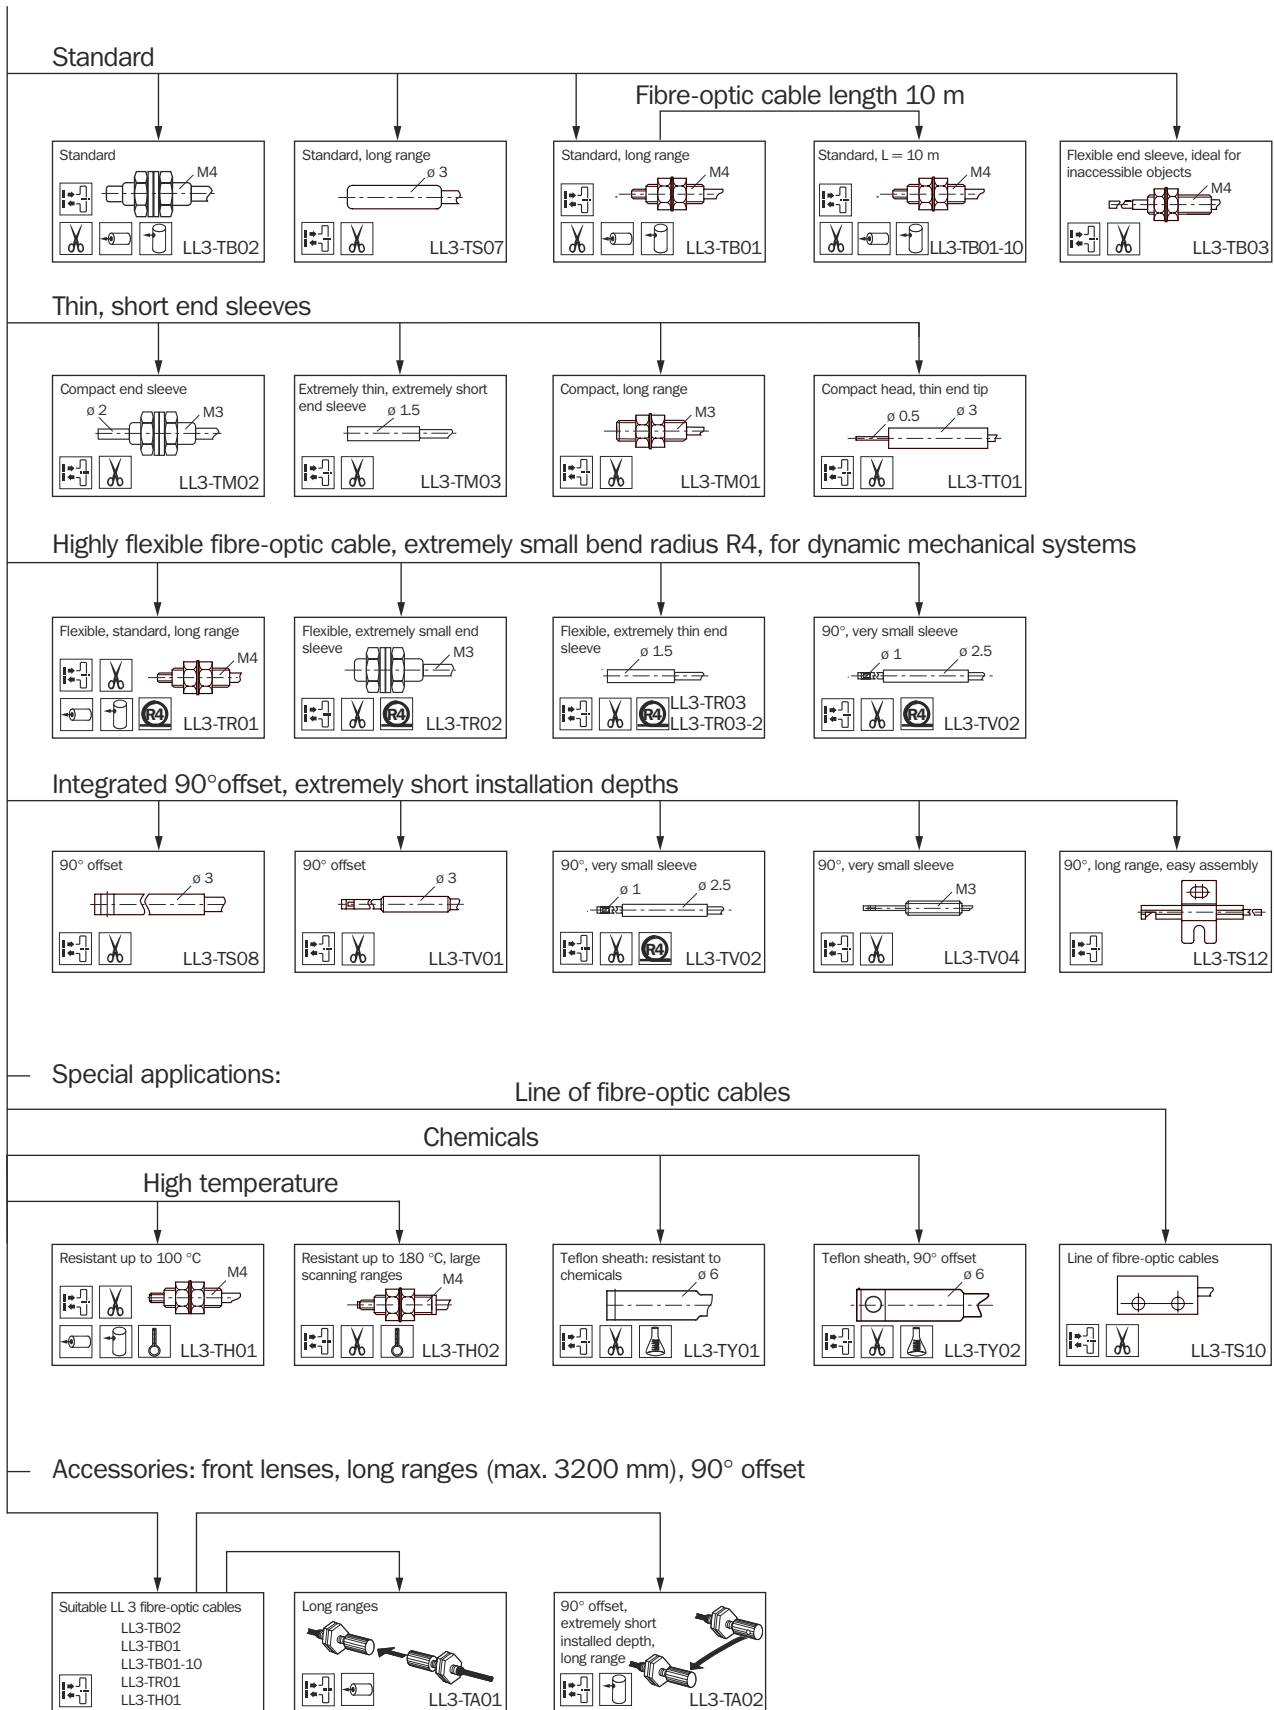 Standard
Fibre-optic cable length 10 m
Standard
M4
LL3-TB02
Standard, long range
ø 3
LL3-TS07
Standard, long range
M4
LL3-TB01
Standard, L = 10 m
M4
LL3-TB01-10
Flexible end sleeve, ideal for
inaccessible objects
M4
LL3-TB03
Thin, short end sleeves
Compact end sleeve
ø 2
M3
LL3-TM02
Extremely thin, extremely short
end sleeve
ø 1.5
LL3-TM03
Compact, long range
M3
LL3-TM01
Compact head, thin end tip
ø 0.5
ø 3
LL3-TT01
Highly flexible fibre-optic cable, extremely small bend radius R4, for dynamic mechanical systems
Flexible, standard, long range
M4
R4
LL3-TR01
Flexible, extremely small end
sleeve
M3
R4
LL3-TR02
Flexible, extremely thin end
sleeve
ø 1.5
R4
LL3-TR03
LL3-TR03-2
90°, very small sleeve
ø 1
ø 2.5
R4
LL3-TV02
Integrated 90°offset, extremely short installation depths
90° offset
ø 3
LL3-TS08
90° offset
ø 3
LL3-TV01
90°, very small sleeve
ø 1
ø 2.5
R4
LL3-TV02
90°, very small sleeve
M3
LL3-TV04
90°, long range, easy assembly
LL3-TS12
Special applications:
Line of fibre-optic cables
Chemicals
High temperature
Resistant up to 100 °C
M4
LL3-TH01
Resistant up to 180 °C, large
scanning ranges
M4
LL3-TH02
Teflon sheath: resistant to
chemicals
ø 6
LL3-TY01
Teflon sheath, 90° offset
ø 6
LL3-TY02
Line of fibre-optic cables
LL3-TS10
Accessories: front lenses, long ranges (max. 3200 mm), 90° offset
Suitable LL 3 fibre-optic cables
LL3-TB02
LL3-TB01
LL3-TB01-10
LL3-TR01
LL3-TH01
Long ranges
LL3-TA01
90° offset,
extremely short
installed depth,
long range
LL3-TA02